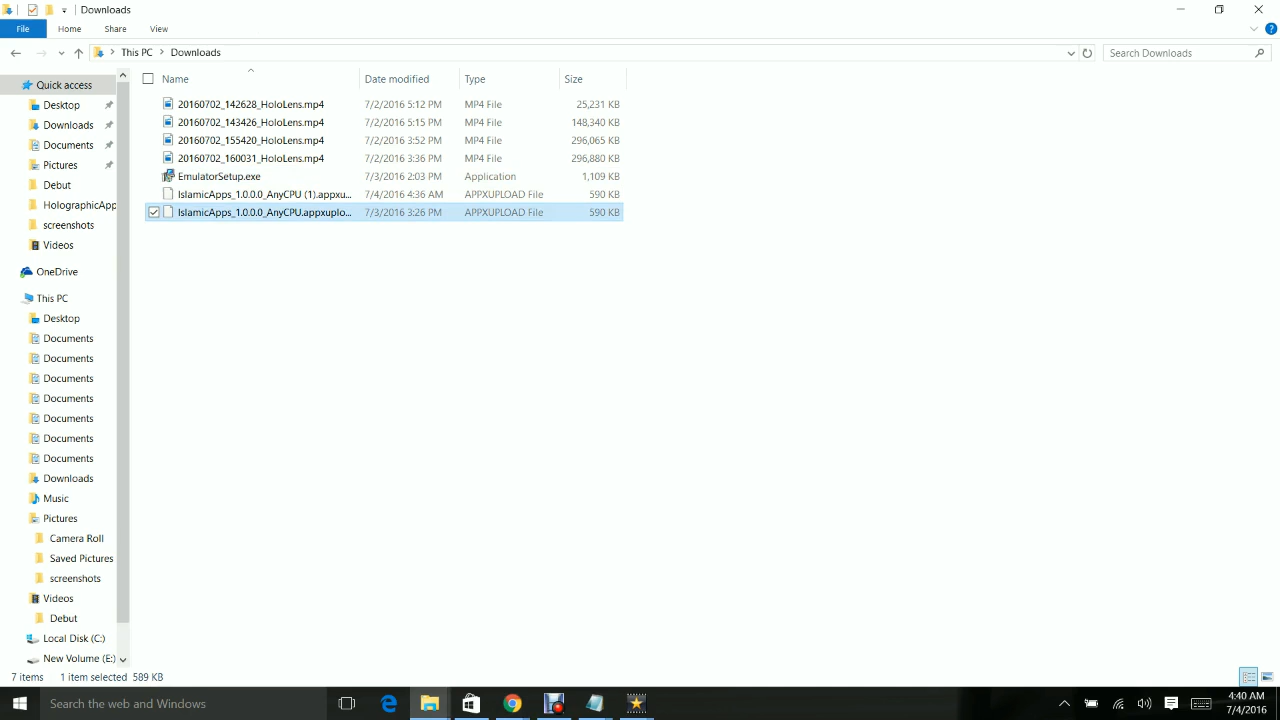 Downloads
File Home Share View
This PC Downloads Search Downloads
Name Date modified Type Size
20160702_142628_HoloLens.mp4 7/2/2016 5:12 PM MP4 File 25,231 KB
20160702_143426_HoloLens.mp4 7/2/2016 5:15 PM MP4 File 148,340 KB
20160702_155420_HoloLens.mp4 7/2/2016 3:52 PM MP4 File 296,065 KB
20160702_160031_HoloLens.mp4 7/2/2016 3:36 PM MP4 File 296,880 KB
EmulatorSetup.exe 7/3/2016 2:03 PM Application 1,109 KB
IslamicApps_1.0.0.0_AnyCPU (1).appxu... 7/4/2016 4:36 AM APPXUPLOAD File 590 KB
IslamicApps_1.0.0.0_AnyCPU.appxuplo... 7/3/2016 3:26 PM APPXUPLOAD File 590 KB
Quick access
Desktop
Downloads
Documents
Pictures
Debut
HolographicApp
screenshots
Videos
OneDrive
This PC
Desktop
Documents
Documents
Documents
Documents
Documents
Documents
Documents
Downloads
Music
Pictures
Camera Roll
Saved Pictures
screenshots
Videos
Debut
Local Disk (C:)
New Volume (E:)
7 items 1 item selected 589 KB
Search the web and Windows
4:40 AM
7/4/2016